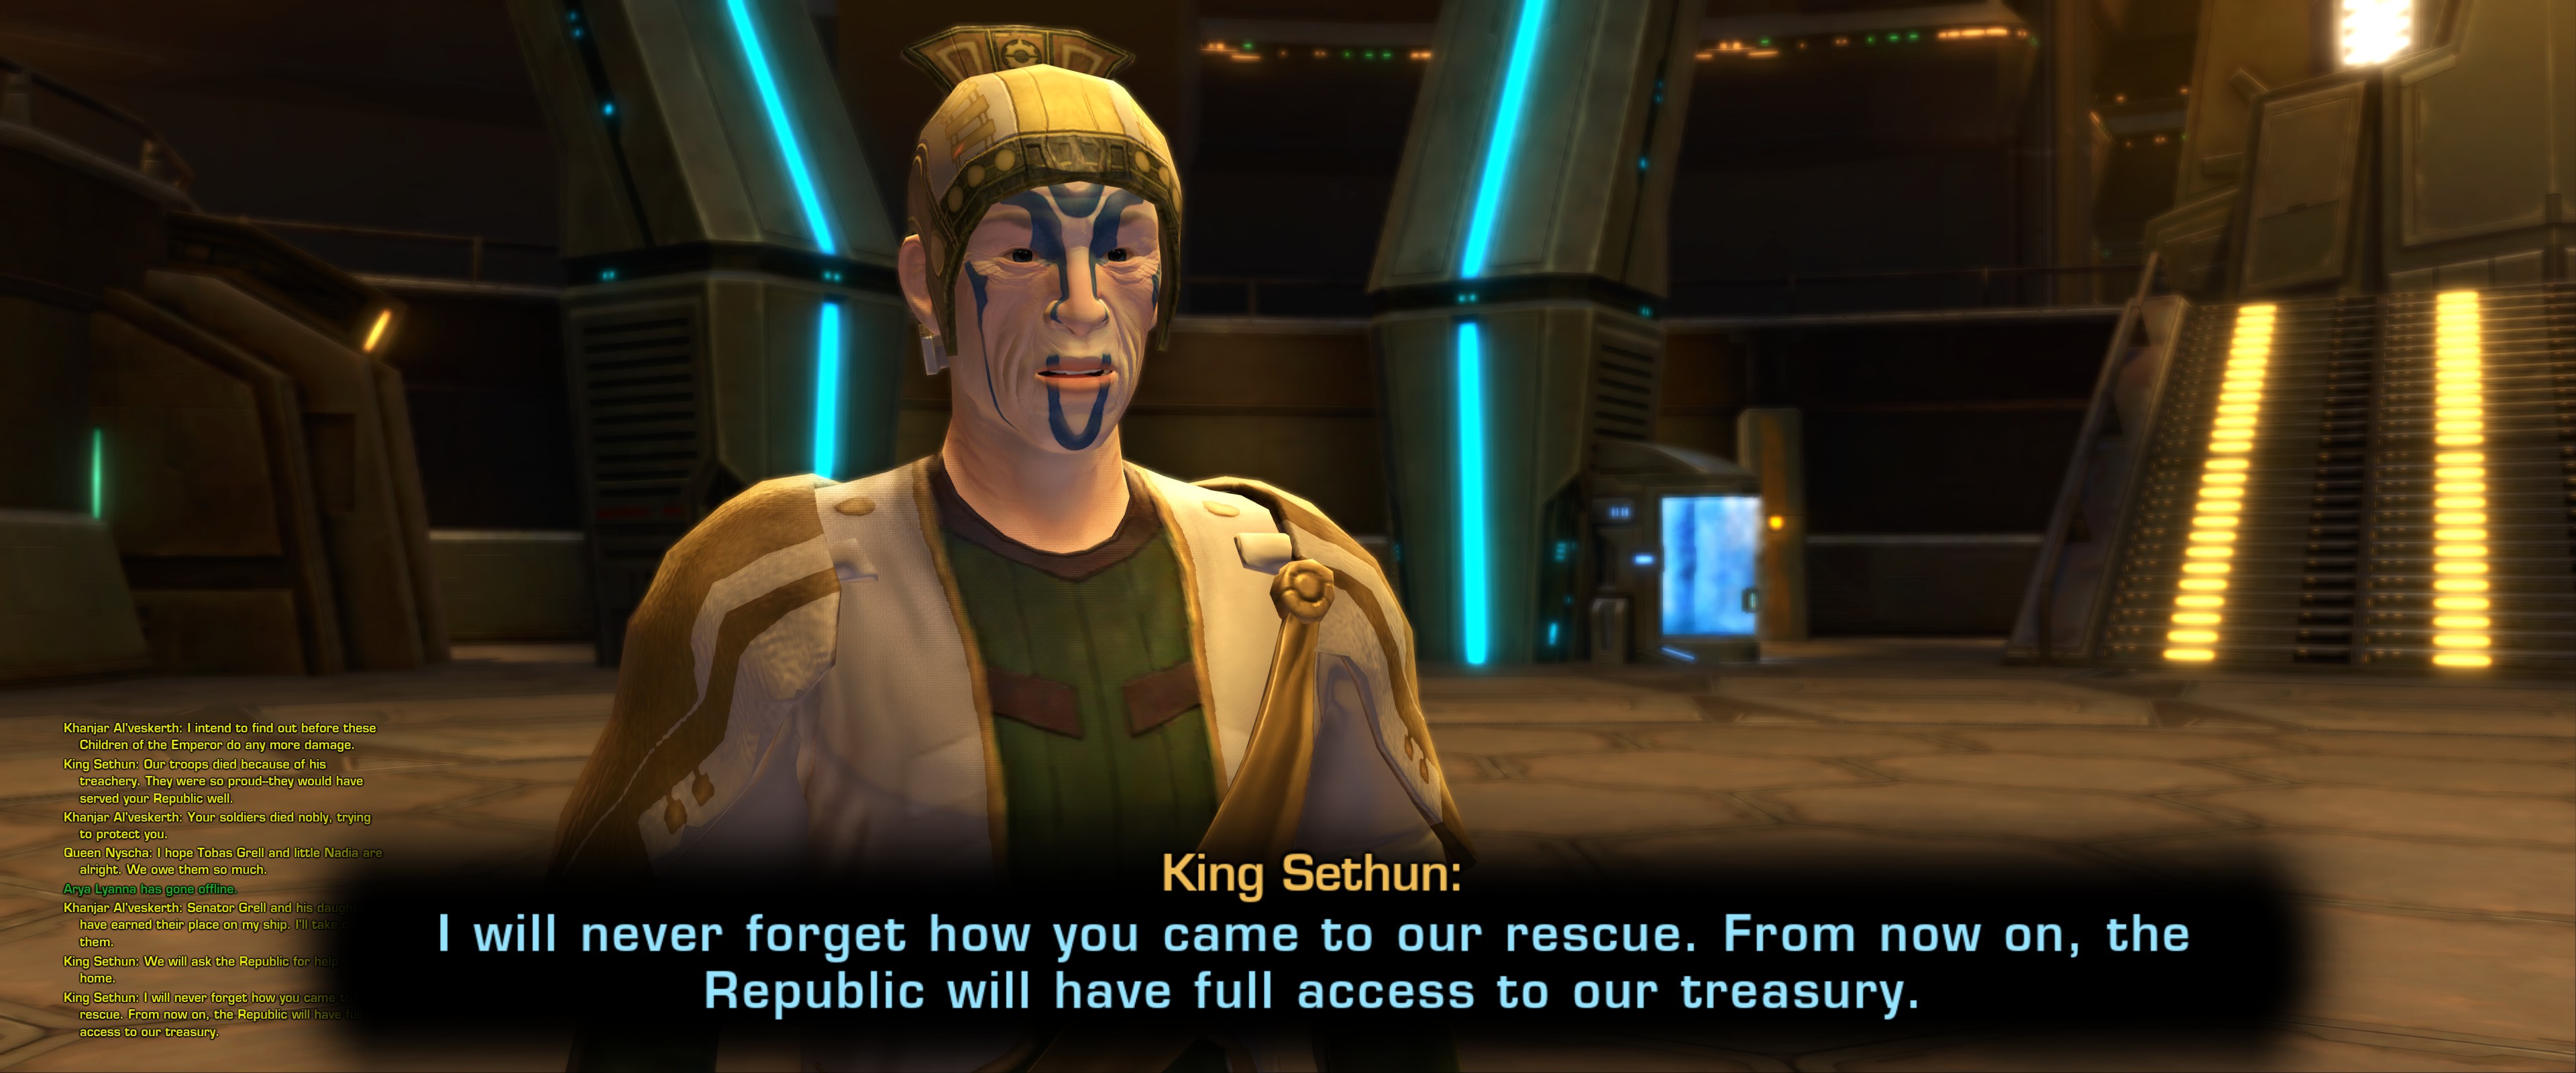 Khanjar Al'veskerth: I intend to find out before these
Children of the Emperor do any more damage.
King Sethun: Our troops died because of his
treachery. They were so proud–they would have
served your Republic well.
Khanjar Al'veskerth: Your soldiers died nobly, trying
to protect you.
Queen Nyscha: I hope Tobas Grell and little Nadia are
alright. We owe them so much.
Arya Lyanna has gone offline.
Khanjar Al'veskerth: Senator Grell and his
have earned their place on my ship. I'll take
them.
King Sethun: We will ask the Republic for help
home.
King Sethun: I will never forget how you came
rescue. From now on, the Republic will have
access to our treasury.
King Sethun:
I will never forget how you came to our rescue. From now on, the
Republic will have full access to our treasury.